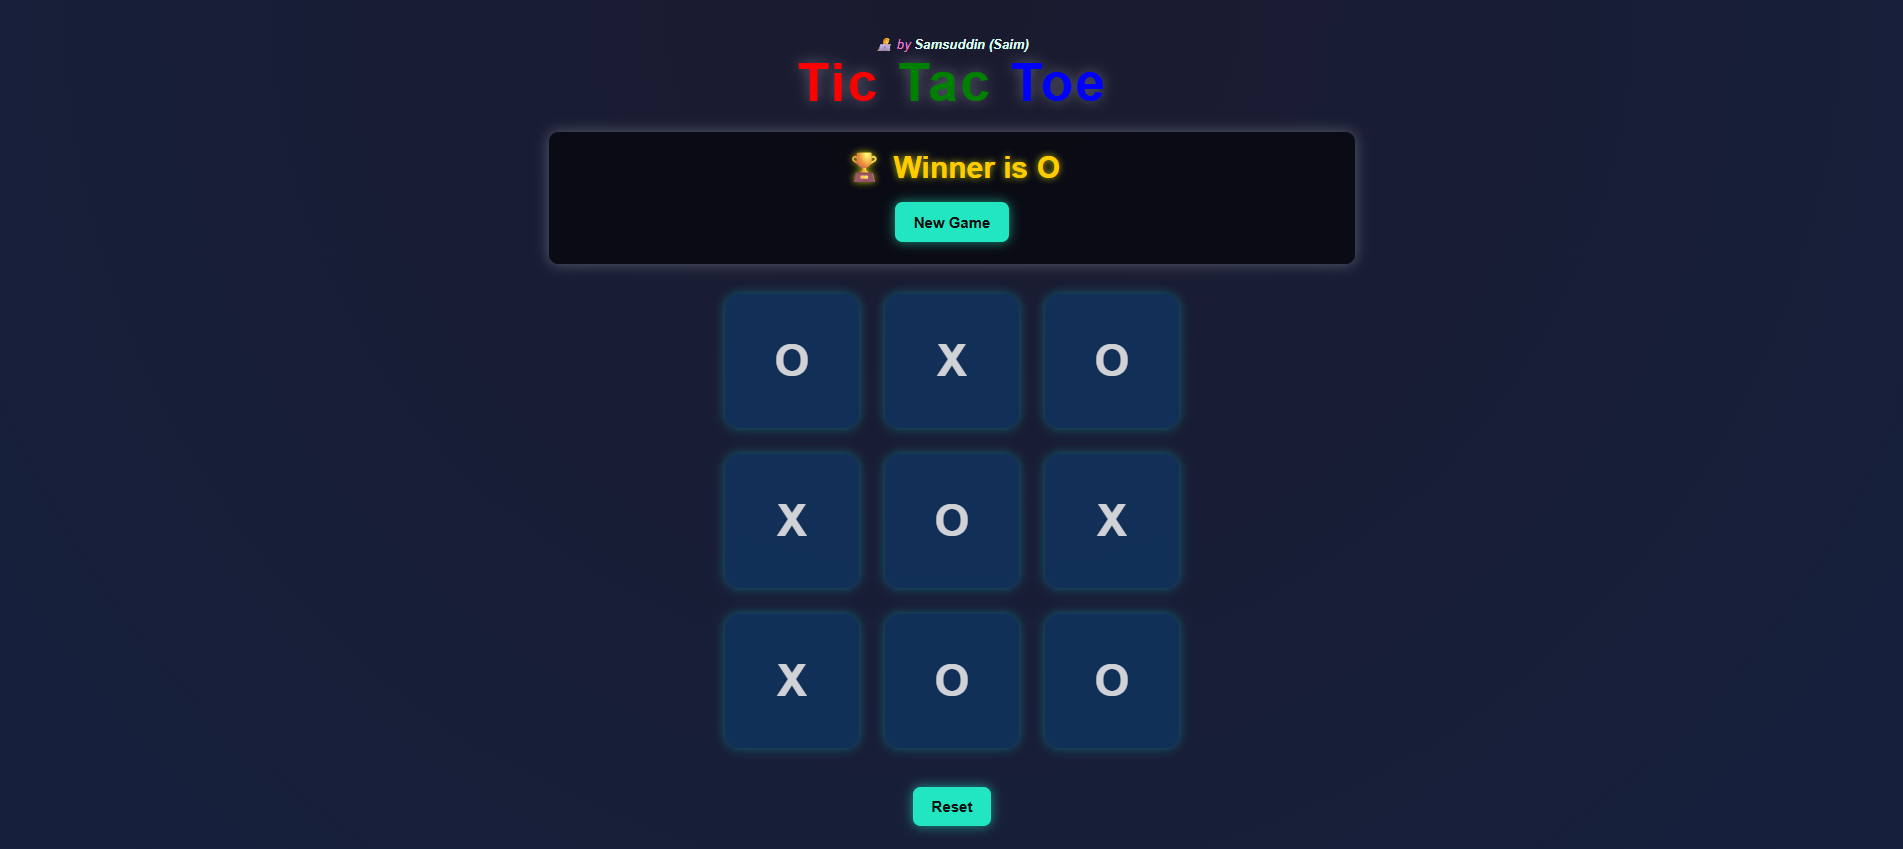 by Samsuddin (Saim)
Tic Tac Toe
🏆 Winner is O
New Game
O X O
X O X
X O O
Reset